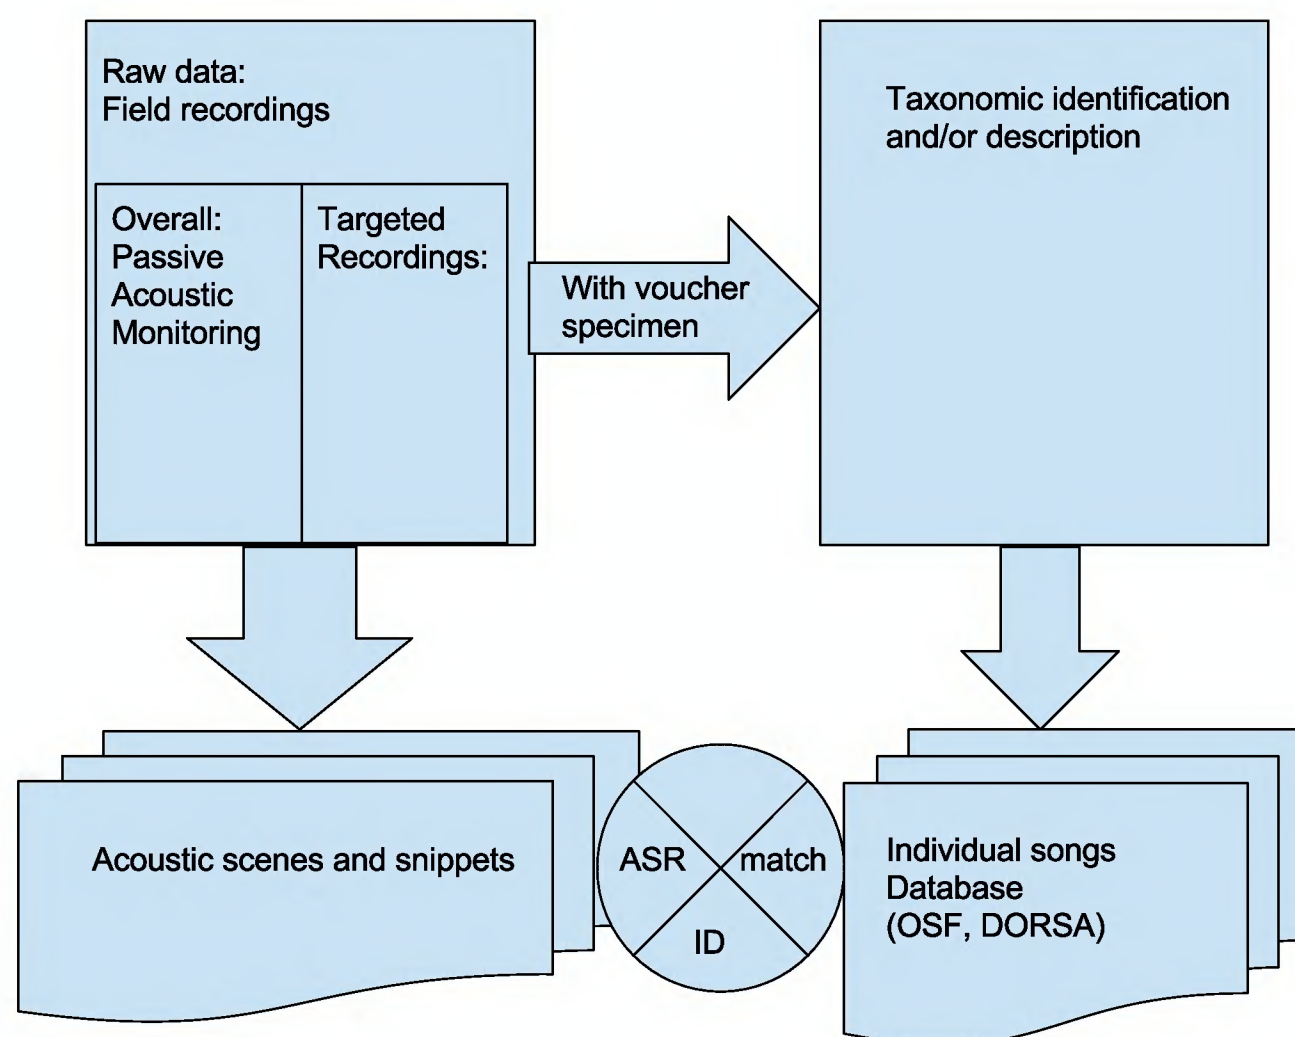 Raw data:
Field recordings
Overall:
Passive
Acoustic
Monitoring
Targeted
Recordings:
With voucher
specimen
Taxonomic identification
and/or description
Acoustic scenes and snippets
ASR
match
ID
Individual songs
Database
(OSF, DORSA)